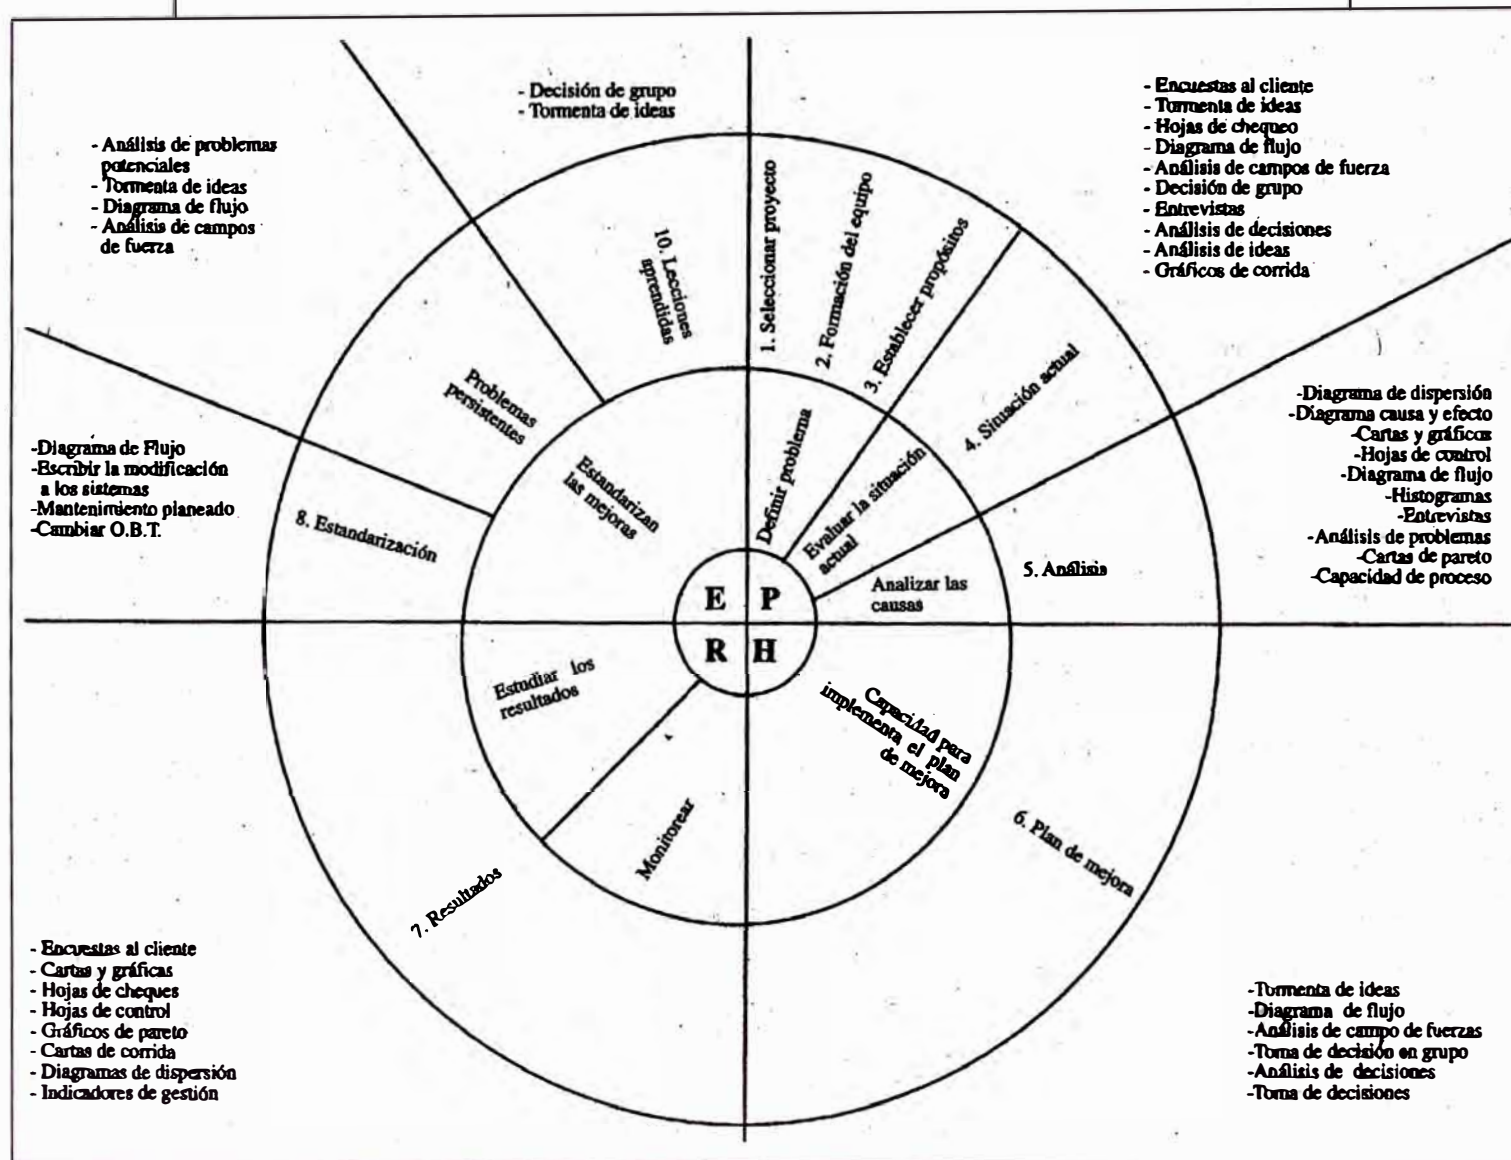 - Decisión de grupo
- Tormenta de ideas
- Encuestas al cliente
- Tormenta de ideas
- Hojas de chequeo
- Diagrama de flujo
- Análisis de campos de fuerza
- Decisión de grupo
- Entrevistas
- Análisis de decisiones
- Análisis de ideas
- Gráficos de corrida
- Análisis de problemas
potenciales
- Tormenta de ideas
- Diagrama de flujo
- Análisis de campos
de fuerza
1. Seleccionar proyecto
2. Formación del equipo
3. Establecer propósitos
4. Situación actual
10. Lecciones
aprendidas
Problemas
persistentes
-Diagrama de dispersión
-Diagrama causa y efecto
-Cartas y gráficos
-Hojas de control
-Diagrama de flujo
-Histogramas
-Entrevistas
-Análisis de problemas
-Cartas de pareto
-Capacidad de proceso
-Diagrama de Flujo
-Escribir la modificación
a los sistemas
-Mantenimiento planeado
-Cambiar O.B.T.
8. Estandarización
Estandarizan
las mejoras
Definir problema
Evaluar la situación
actual
Analizar las
causas
5. Análisis
E P
R H
Estudiar los
resultados
Monitorear
Capacidad para
implementa el plan
de mejora
6. Plan de mejora
7. Resultados
- Encuestas al cliente
- Cartas y gráficas
- Hojas de cheques
- Hojas de control
- Gráficos de pareto
- Cartas de corrida
- Diagramas de dispersión
- Indicadores de gestión
-Tormenta de ideas
-Diagrama de flujo
-Análisis de campo de fuerzas
-Toma de decisión en grupo
-Análisis de decisiones
-Toma de decisiones